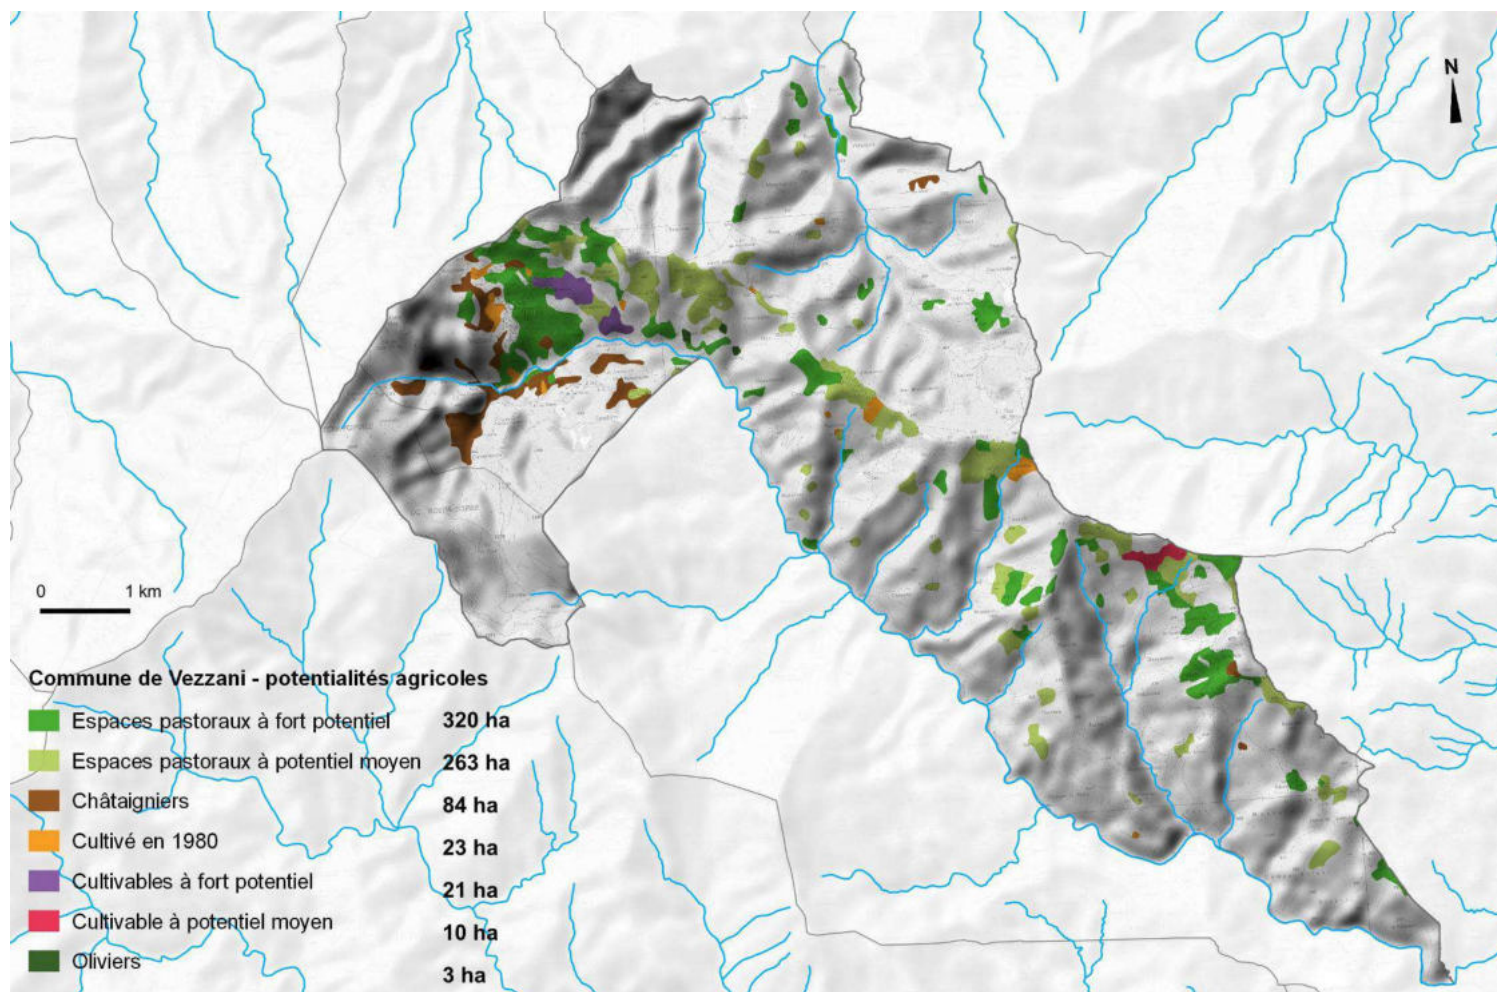 N
0 1 km
Commune de Vezzani - potentialités agricoles
Espaces pastoraux à fort potentiel 320 ha
Espaces pastoraux à potentiel moyen 263 ha
Châtaigniers 84 ha
Cultivé en 1980 23 ha
Cultivables à fort potentiel 21 ha
Cultivable à potentiel moyen 10 ha
Oliviers 3 ha